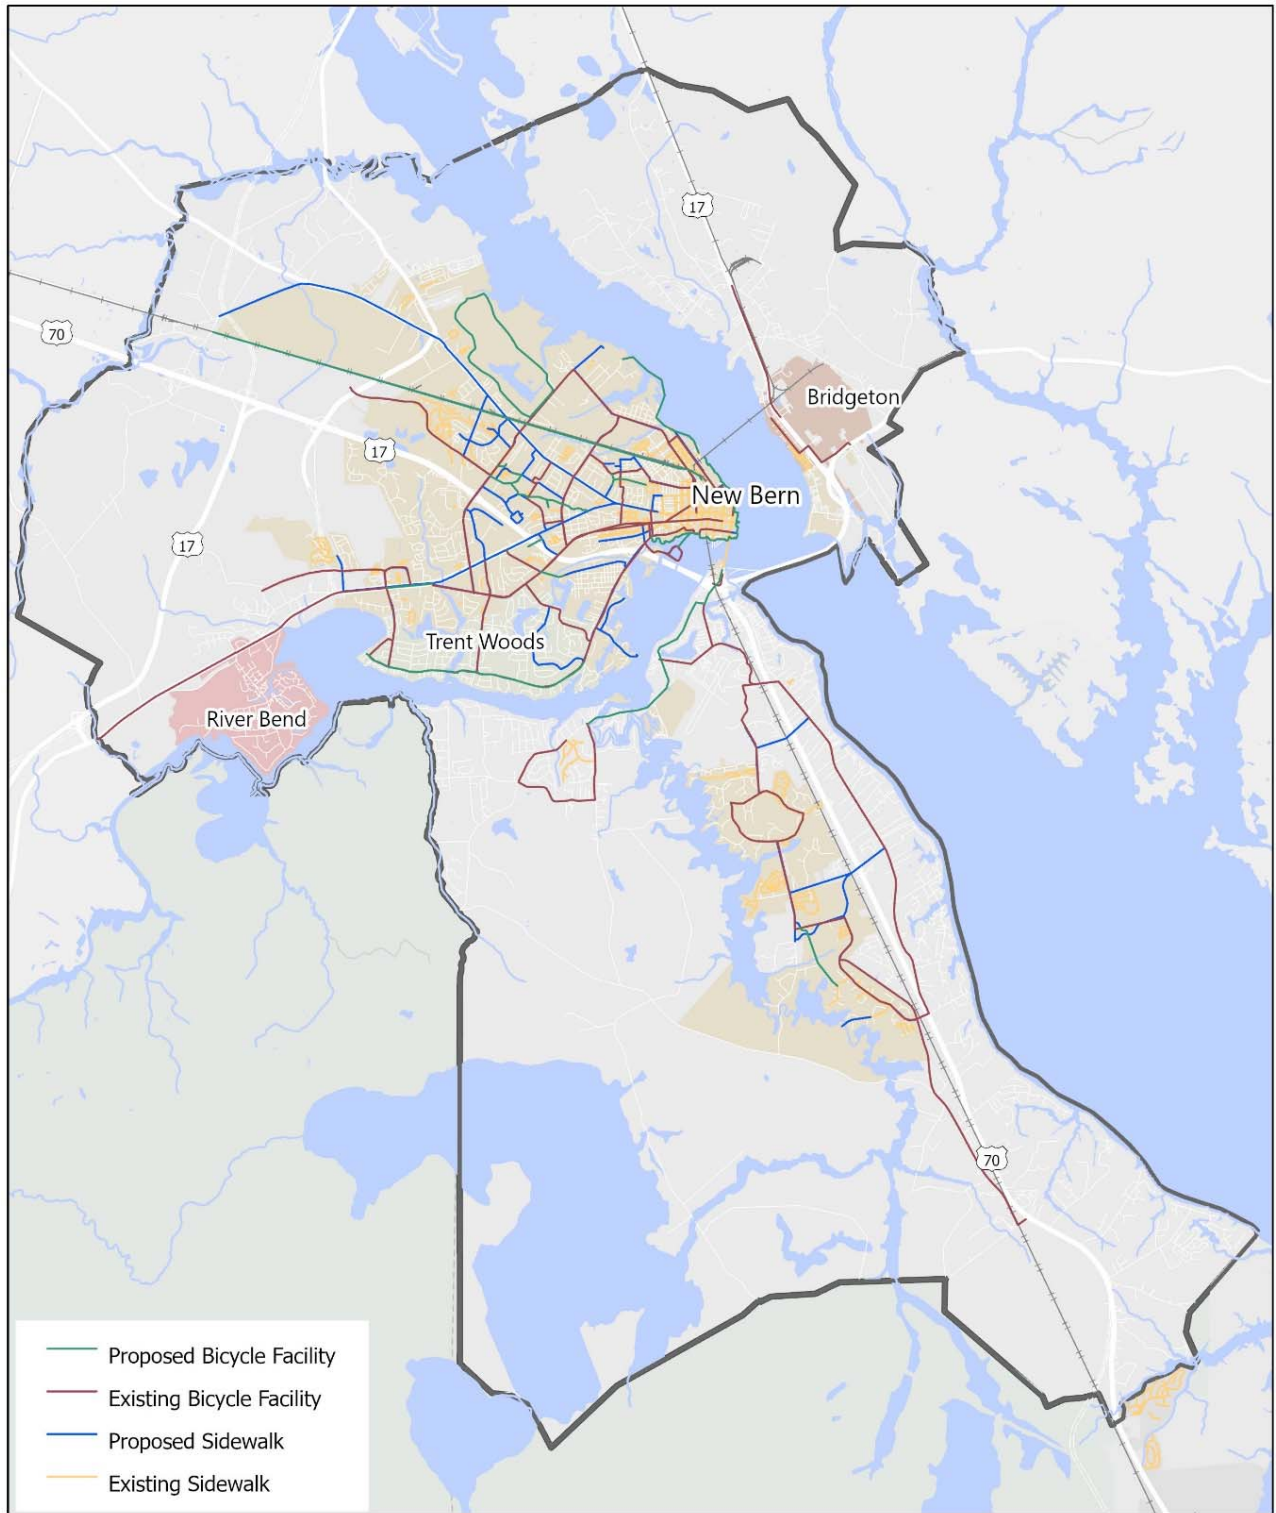 17
Bridgeton
70
17
New Bern
17
Trent Woods
River Bend
70
Proposed Bicycle Facility
Existing Bicycle Facility
Proposed Sidewalk
Existing Sidewalk